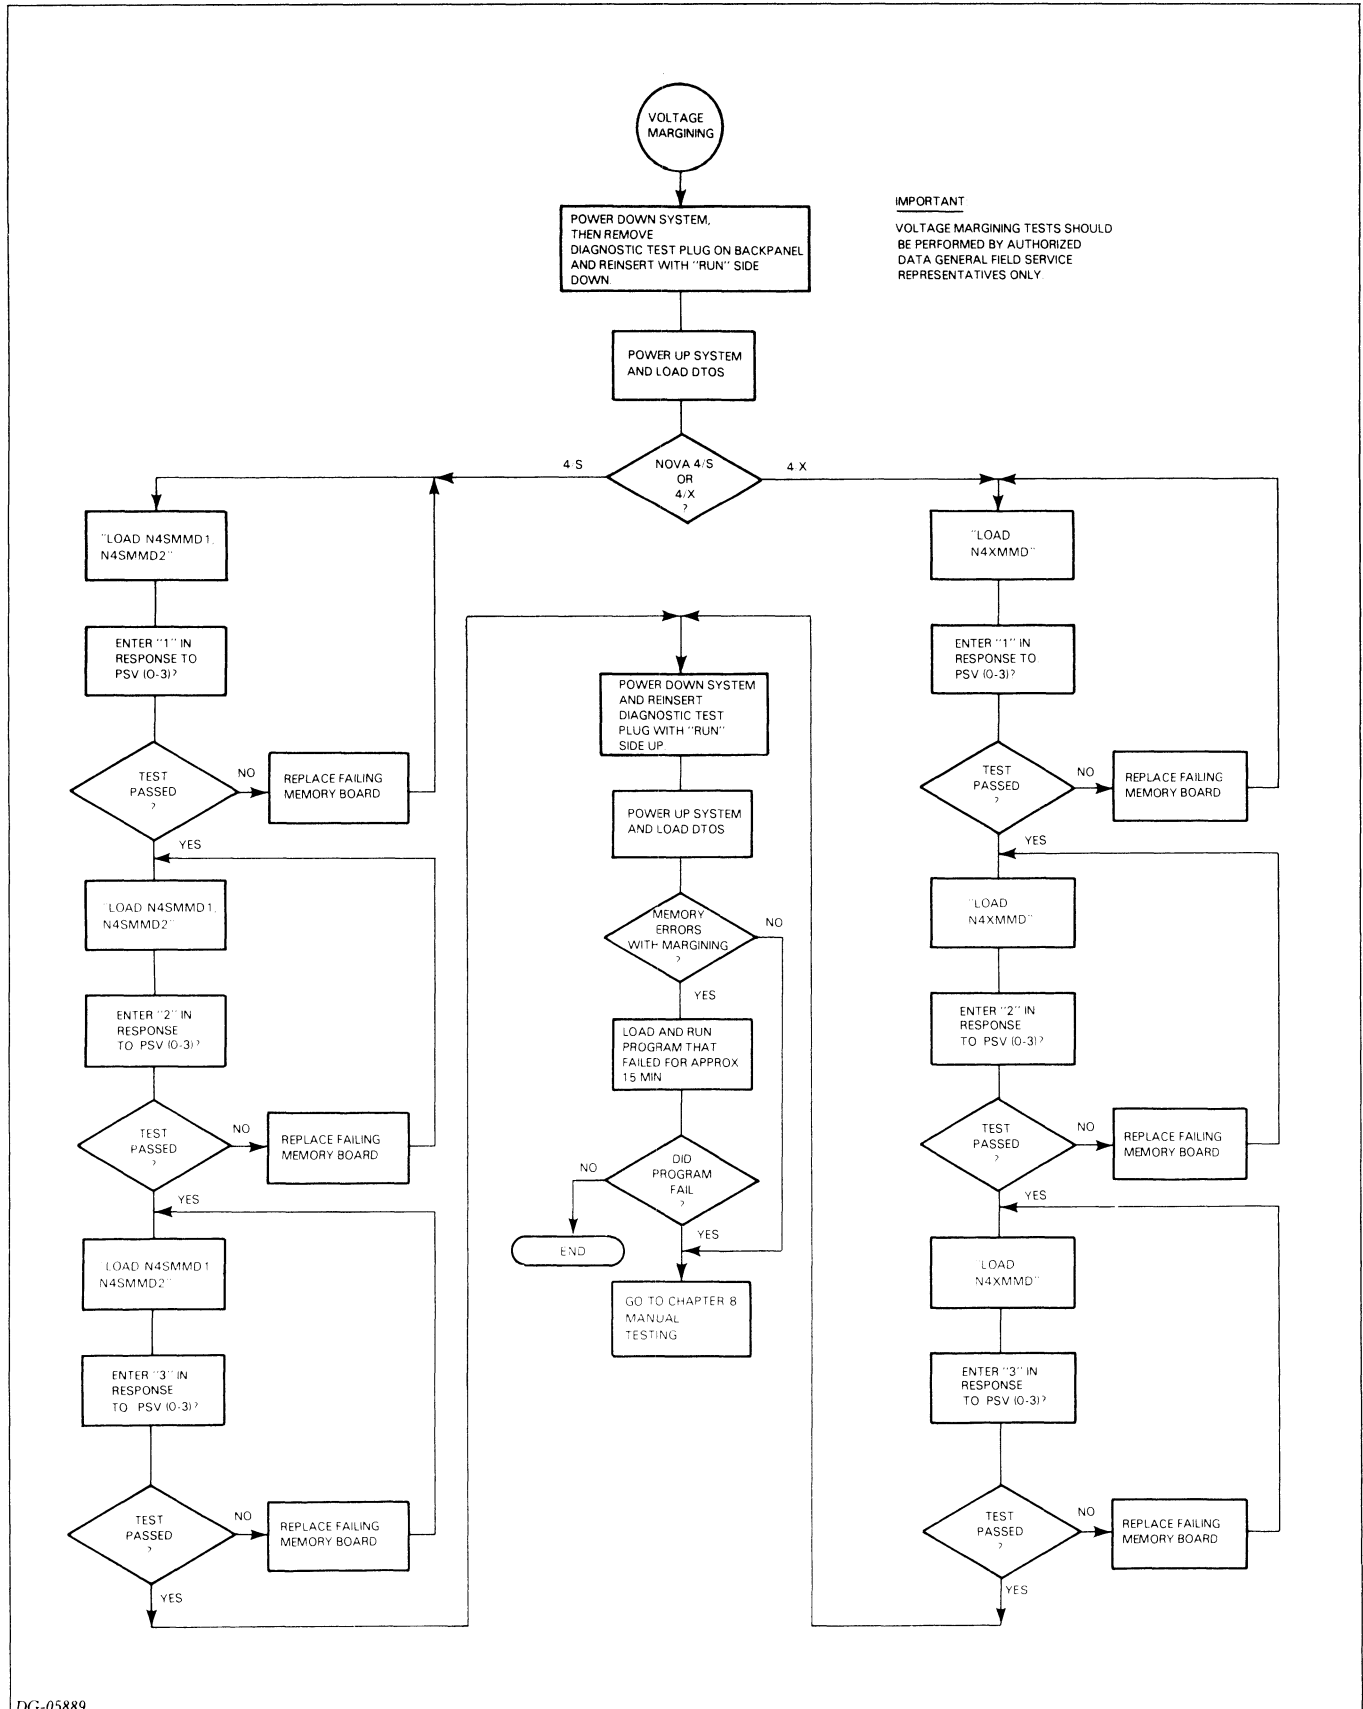 VOLTAGE
MARGINING
POWER DOWN SYSTEM,
THEN REMOVE
DIAGNOSTIC TEST PLUG ON BACKPANEL
AND REINSERT WITH "RUN" SIDE
DOWN.
IMPORTANT
VOLTAGE MARGINING TESTS SHOULD
BE PERFORMED BY AUTHORIZED
DATA GENERAL FIELD SERVICE
REPRESENTATIVES ONLY.
POWER UP SYSTEM
AND LOAD DTOS
4/S
NOVA 4/S
OR
4/X
?
4/X
"LOAD N4SMMD1,
N4SMMD2"
ENTER "1" IN
RESPONSE TO
PSV (0-3)?
TEST
PASSED
?
NO
REPLACE FAILING
MEMORY BOARD
YES
"LOAD N4SMMD1,
N4SMMD2"
ENTER "2" IN
RESPONSE
TO PSV (0-3)?
TEST
PASSED
?
NO
REPLACE FAILING
MEMORY BOARD
YES
LOAD N4SMMD1
N4SMMD2"
ENTER "3" IN
RESPONSE
TO PSV (0-3)?
TEST
PASSED
?
NO
REPLACE FAILING
MEMORY BOARD
YES
POWER DOWN SYSTEM
AND REINSERT
DIAGNOSTIC TEST
PLUG WITH "RUN"
SIDE UP.
POWER UP SYSTEM
AND LOAD DTOS
MEMORY
ERRORS
WITH MARGINING
?
NO
YES
LOAD AND RUN
PROGRAM THAT
FAILED FOR APPROX
15 MIN
DID
PROGRAM
FAIL
?
NO
END
YES
GO TO CHAPTER 8
MANUAL
TESTING
"LOAD
N4XMMD"
ENTER "1" IN
RESPONSE TO
PSV (0-3)?
TEST
PASSED
?
NO
REPLACE FAILING
MEMORY BOARD
YES
"LOAD
N4XMMD"
ENTER "2" IN
RESPONSE
TO PSV (0-3)?
TEST
PASSED
?
NO
REPLACE FAILING
MEMORY BOARD
YES
LOAD
N4XMMD"
ENTER "3" IN
RESPONSE
TO PSV (0-3)?
TEST
PASSED
?
NO
REPLACE FAILING
MEMORY BOARD
YES
DG-05889